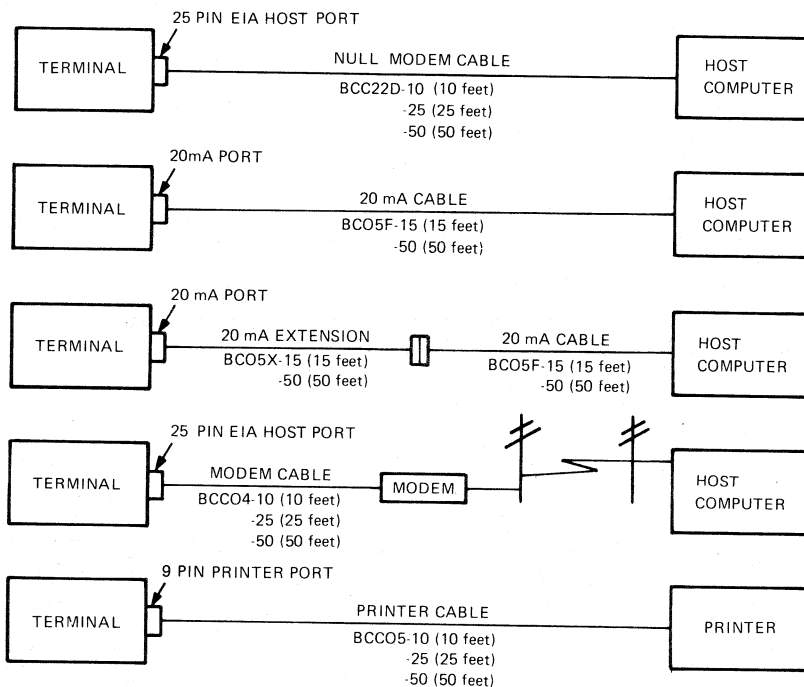 25 PIN EIA HOST PORT
TERMINAL
NULL MODEM CABLE
BCC22D-10 (10 feet)
-25 (25 feet)
-50 (50 feet)
HOST
COMPUTER
20mA PORT
TERMINAL
20 mA CABLE
BCO5F-15 (15 feet)
-50 (50 feet)
HOST
COMPUTER
20 mA PORT
TERMINAL
20 mA EXTENSION
BCO5X-15 (15 feet)
-50 (50 feet)
20 mA CABLE
BCO5F-15 (15 feet)
-50 (50 feet)
HOST
COMPUTER
25 PIN EIA HOST PORT
TERMINAL
MODEM CABLE
BCCO4-10 (10 feet)
-25 (25 feet)
-50 (50 feet)
MODEM
HOST
COMPUTER
9 PIN PRINTER PORT
TERMINAL
PRINTER CABLE
BCCO5-10 (10 feet)
-25 (25 feet)
-50 (50 feet)
PRINTER